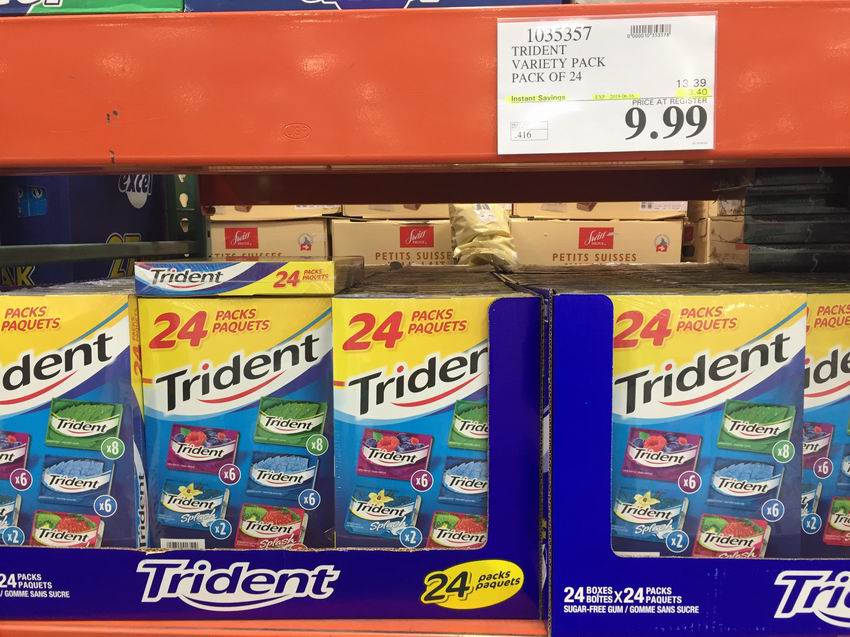 1035357
TRIDENT
VARIETY PACK
PACK OF 24
13.39
Instant Savings
3.40
PRICE AT REGISTER
9.99
.416
excel
PETITS SUISSES
PETITS SUISSES
Trident 24 PACKS PAQUETS
PACKS
PAQUETS
Trident
x8
x6
x6
x2
Trident
24 PACKS
PAQUETS
Trident
Trident
x8
Trident
x6
Trident
x6
Trident
Splash
x2
Trident
Splash
24 PACKS
PAQUETS
Trident
Trident
Trident
x6
Trident
Trident
Splash
x2
Trident
24 PACKS
PAQUETS
Trident
Trident
x8
Trident
x6
Trident
x6
Trident
Splash
x2
Trident
Splash
PACKS
PAQUETS
x6
x2
24 PACKS
PAQUETS
/ GOMME SANS SUCRE
Trident
24 packs
paquets
24 BOXES
BOÎTES X 24 PACKS
PAQUETS
SUGAR-FREE GUM / GOMME SANS SUCRE
Tri